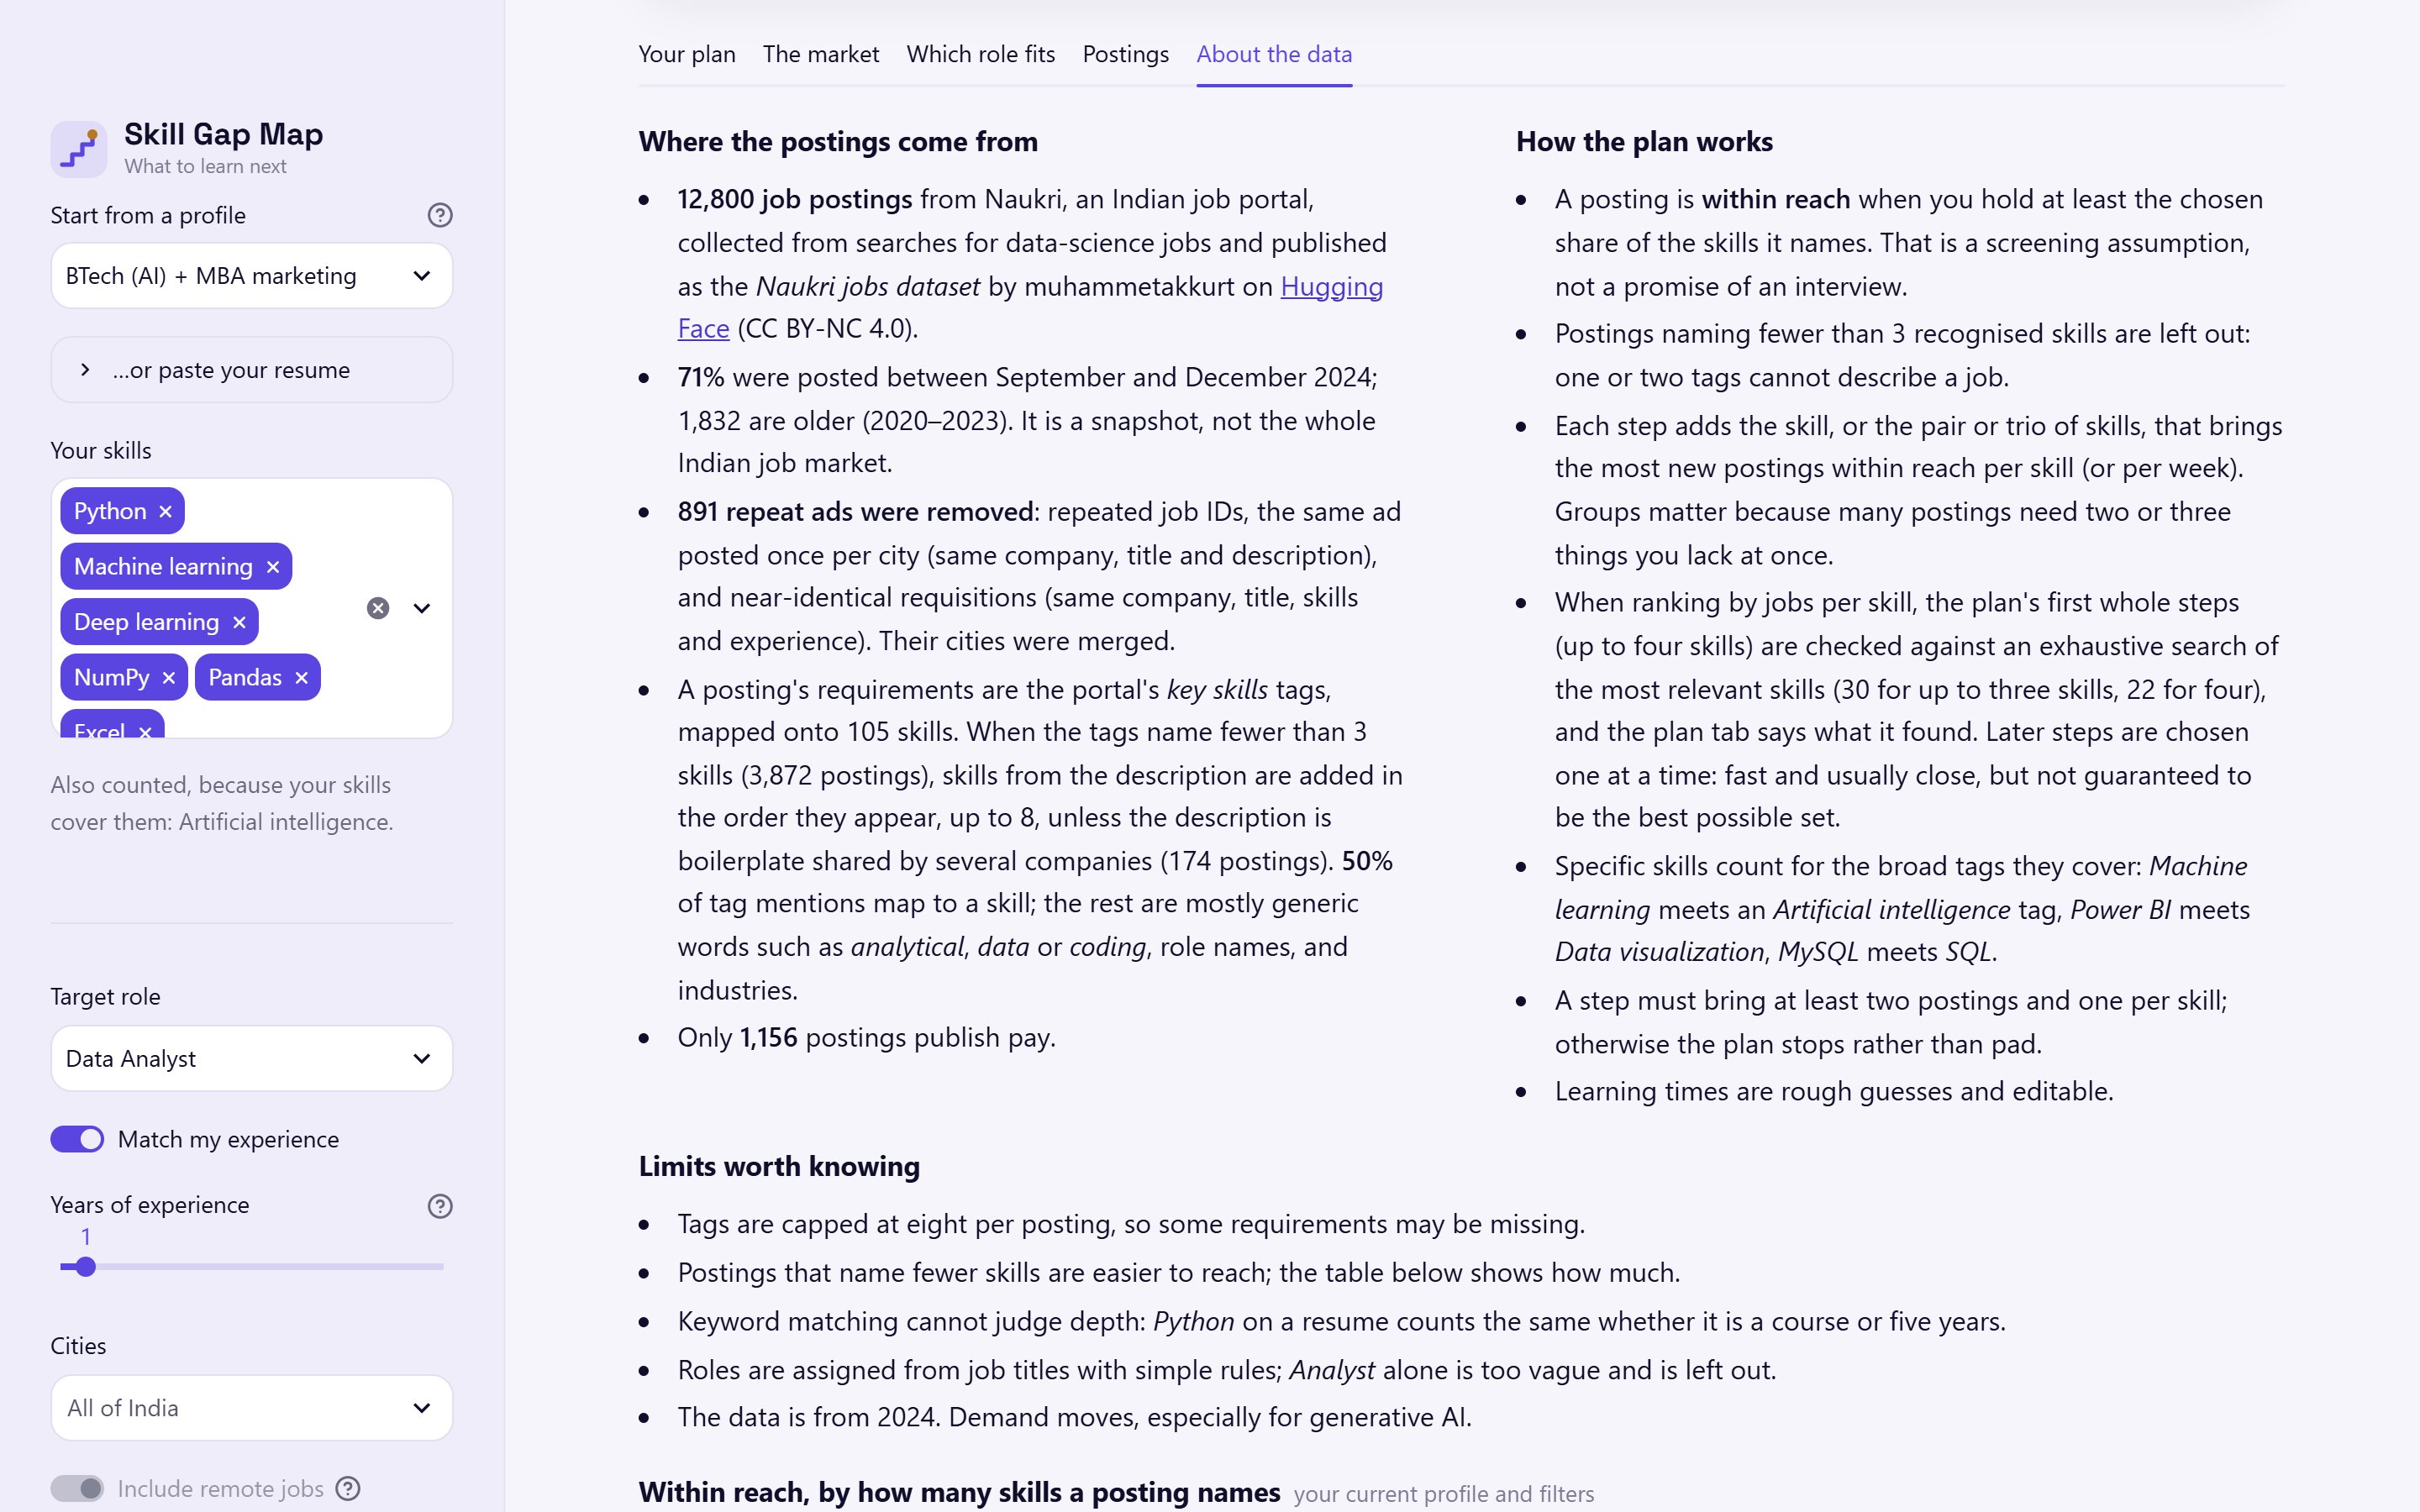 Skill Gap Map
What to learn next
Start from a profile
BTech (AI) + MBA marketing
...or paste your resume
Your skills
Python
Machine learning
Deep learning
NumPy
Pandas
Excel
Also counted, because your skills
cover them: Artificial intelligence.
Target role
Data Analyst
Match my experience
Years of experience
1
Cities
All of India
Include remote jobs
Your plan
The market
Which role fits
Postings
About the data
Where the postings come from
12,800 job postings from Naukri, an Indian job portal,
collected from searches for data-science jobs and published
as the Naukri jobs dataset by muhammetakkurt on Hugging
Face (CC BY-NC 4.0).
71% were posted between September and December 2024;
1,832 are older (2020–2023). It is a snapshot, not the whole
Indian job market.
891 repeat ads were removed: repeated job IDs, the same ad
posted once per city (same company, title and description),
and near-identical requisitions (same company, title, skills
and experience). Their cities were merged.
A posting's requirements are the portal's key skills tags,
mapped onto 105 skills. When the tags name fewer than 3
skills (3,872 postings), skills from the description are added in
the order they appear, up to 8, unless the description is
boilerplate shared by several companies (174 postings). 50%
of tag mentions map to a skill; the rest are mostly generic
words such as analytical, data or coding, role names, and
industries.
Only 1,156 postings publish pay.
How the plan works
A posting is within reach when you hold at least the chosen
share of the skills it names. That is a screening assumption,
not a promise of an interview.
Postings naming fewer than 3 recognised skills are left out:
one or two tags cannot describe a job.
Each step adds the skill, or the pair or trio of skills, that brings
the most new postings within reach per skill (or per week).
Groups matter because many postings need two or three
things you lack at once.
When ranking by jobs per skill, the plan's first whole steps
(up to four skills) are checked against an exhaustive search of
the most relevant skills (30 for up to three skills, 22 for four),
and the plan tab says what it found. Later steps are chosen
one at a time: fast and usually close, but not guaranteed to
be the best possible set.
Specific skills count for the broad tags they cover: Machine
learning meets an Artificial intelligence tag, Power BI meets
Data visualization, MySQL meets SQL.
A step must bring at least two postings and one per skill;
otherwise the plan stops rather than pad.
Learning times are rough guesses and editable.
Limits worth knowing
Tags are capped at eight per posting, so some requirements may be missing.
Postings that name fewer skills are easier to reach; the table below shows how much.
Keyword matching cannot judge depth: Python on a resume counts the same whether it is a course or five years.
Roles are assigned from job titles with simple rules; Analyst alone is too vague and is left out.
The data is from 2024. Demand moves, especially for generative AI.
Within reach, by how many skills a posting names your current profile and filters